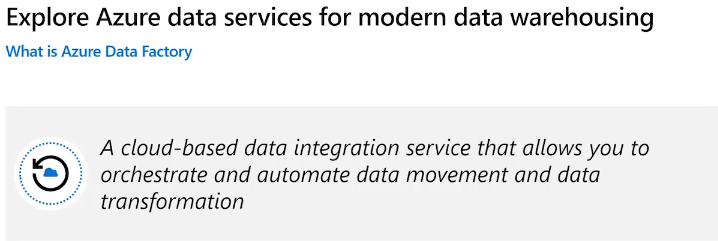 Explore Azure data services for modern data warehousing
What is Azure Data Factory
A cloud-based data integration service that allows you to
orchestrate and automate data movement and data
transformation